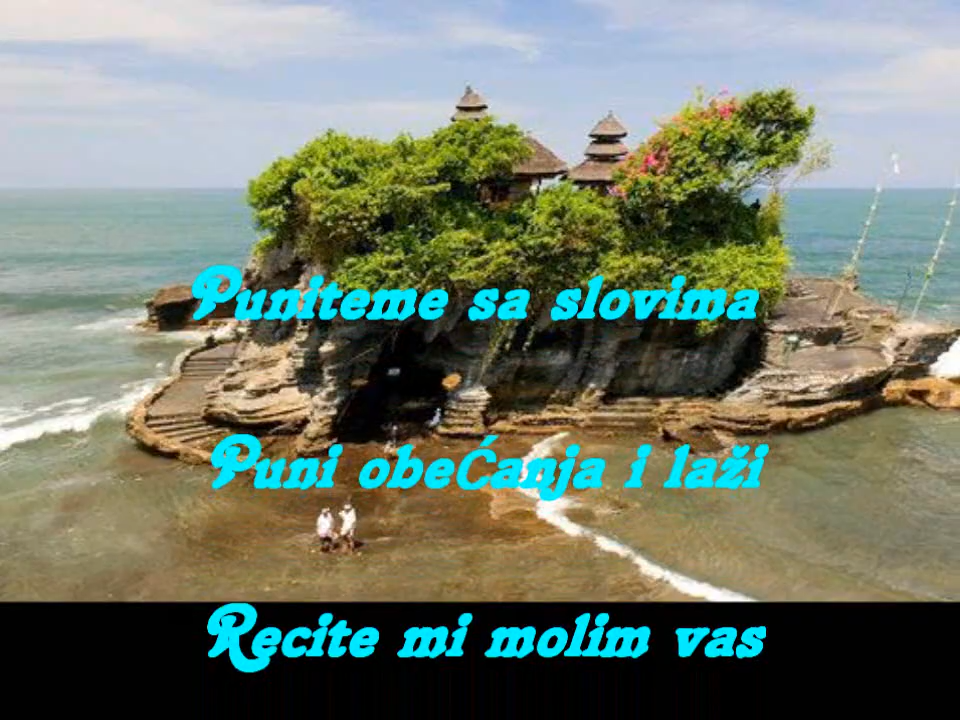 Puniteme sa slovima
Puni obeĆanja i laži
Recite mi molim vas